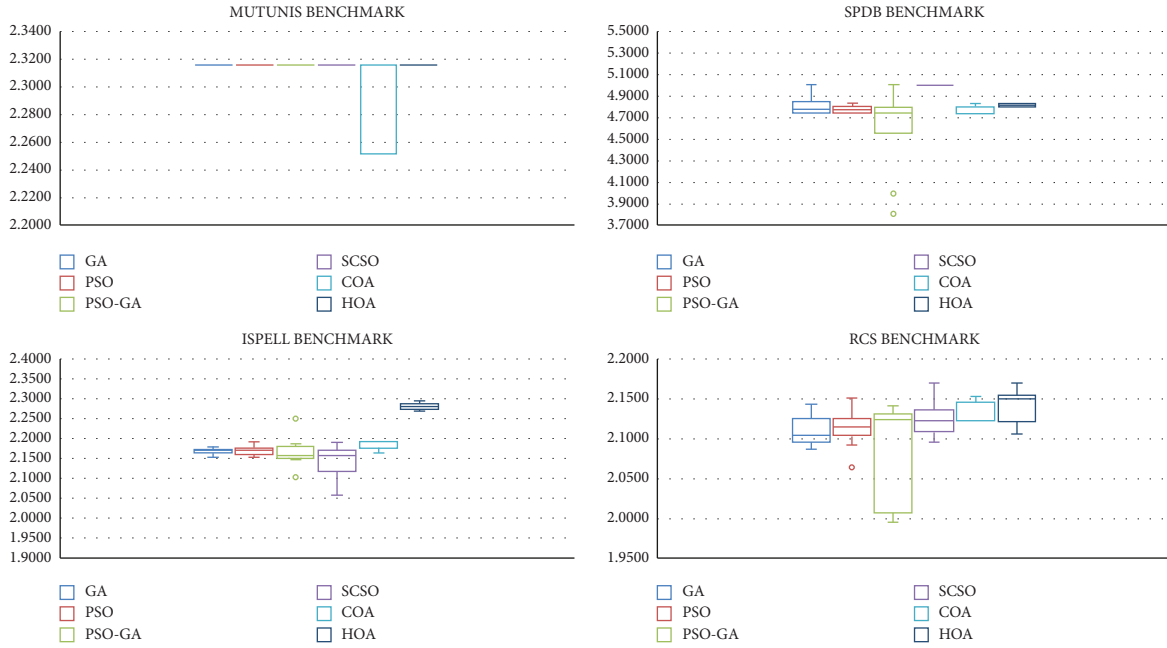 MUTUNIS BENCHMARK
2.3400
2.3200
2.3000
2.2800
2.2600
2.2400
2.2200
2.2000
GA
PSO
PSO-GA
SCSO
COA
HOA
SPDB BENCHMARK
5.5000
5.3000
5.1000
4.9000
4.7000
4.5000
4.3000
4.1000
3.9000
3.7000
GA
PSO
PSO-GA
SCSO
COA
HOA
ISPELL BENCHMARK
2.4000
2.3500
2.3000
2.2500
2.2000
2.1500
2.1000
2.0500
2.0000
1.9000
GA
PSO
PSO-GA
SCSO
COA
HOA
RCS BENCHMARK
2.2000
2.1500
2.1000
2.0500
2.0000
1.9500
GA
PSO
PSO-GA
SCSO
COA
HOA